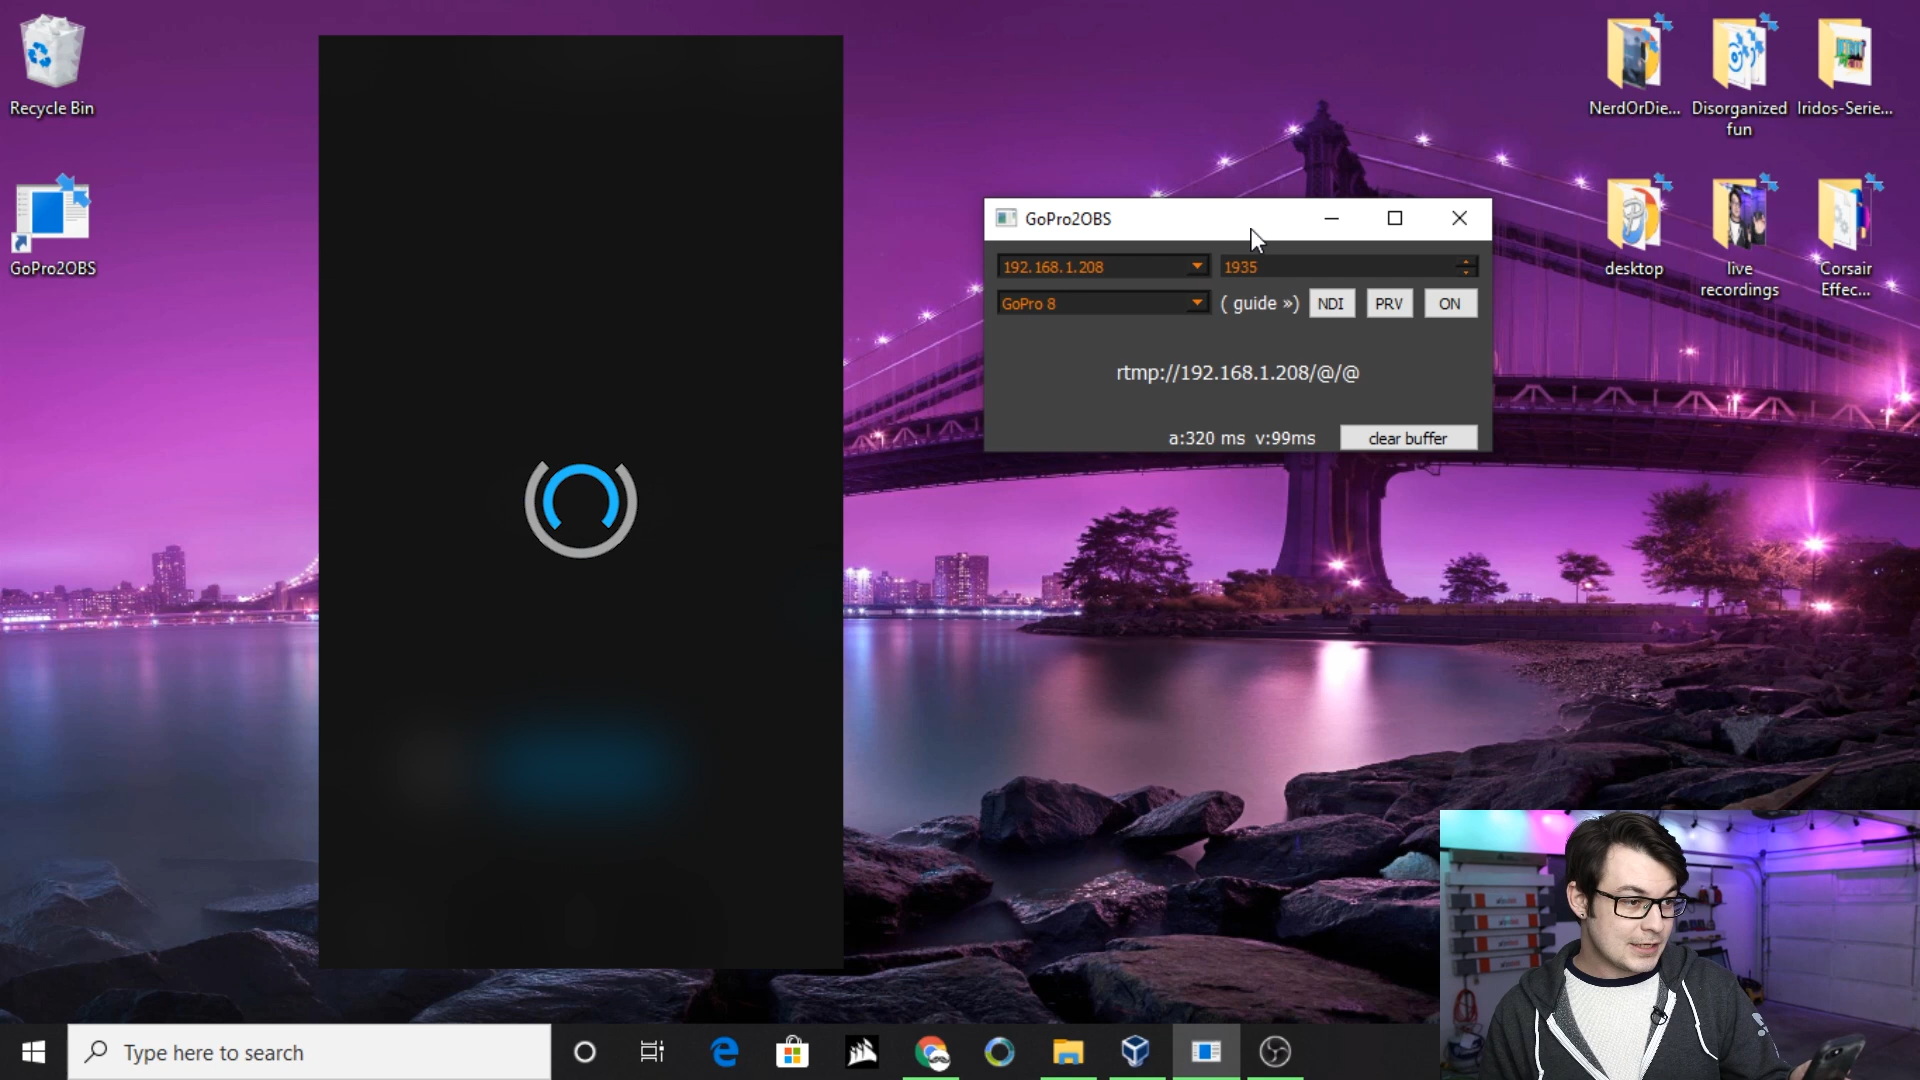 Recycle Bin
GoPro2OBS
NerdOrDie...
Disorganized
fun
Iridos-Serie...
desktop
live
recordings
Corsair
Effec...
GoPro2OBS
192.168.1.208
1935
GoPro 8
( guide »)
NDI
PRV
ON
rtmp://192.168.1.208/@/@
a:320 ms v:99ms
clear buffer
Type here to search